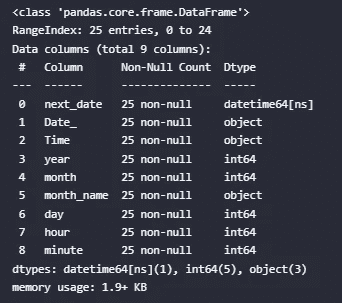 <class 'pandas.core.frame.DataFrame'>
RangeIndex: 25 entries, 0 to 24
Data columns (total 9 columns):
 #   Column      Non-Null Count  Dtype
---  ------      --------------  -----
 0   next_date   25 non-null     datetime64[ns]
 1   Date_       25 non-null     object
 2   Time        25 non-null     object
 3   year        25 non-null     int64
 4   month       25 non-null     int64
 5   month_name  25 non-null     object
 6   day         25 non-null     int64
 7   hour        25 non-null     int64
 8   minute      25 non-null     int64
dtypes: datetime64[ns](1), int64(5), object(3)
memory usage: 1.9+ KB